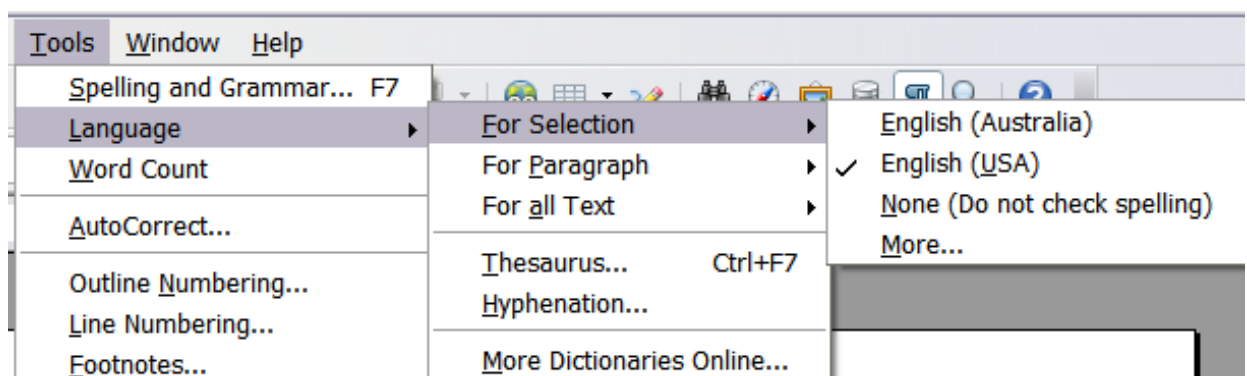 Tools Window Help
Spelling and Grammar... F7
Language
Word Count
AutoCorrect...
Outline Numbering...
Line Numbering...
Footnotes...
For Selection
For Paragraph
For all Text
Thesaurus... Ctrl+F7
Hyphenation...
More Dictionaries Online...
English (Australia)
English (USA)
None (Do not check spelling)
More...